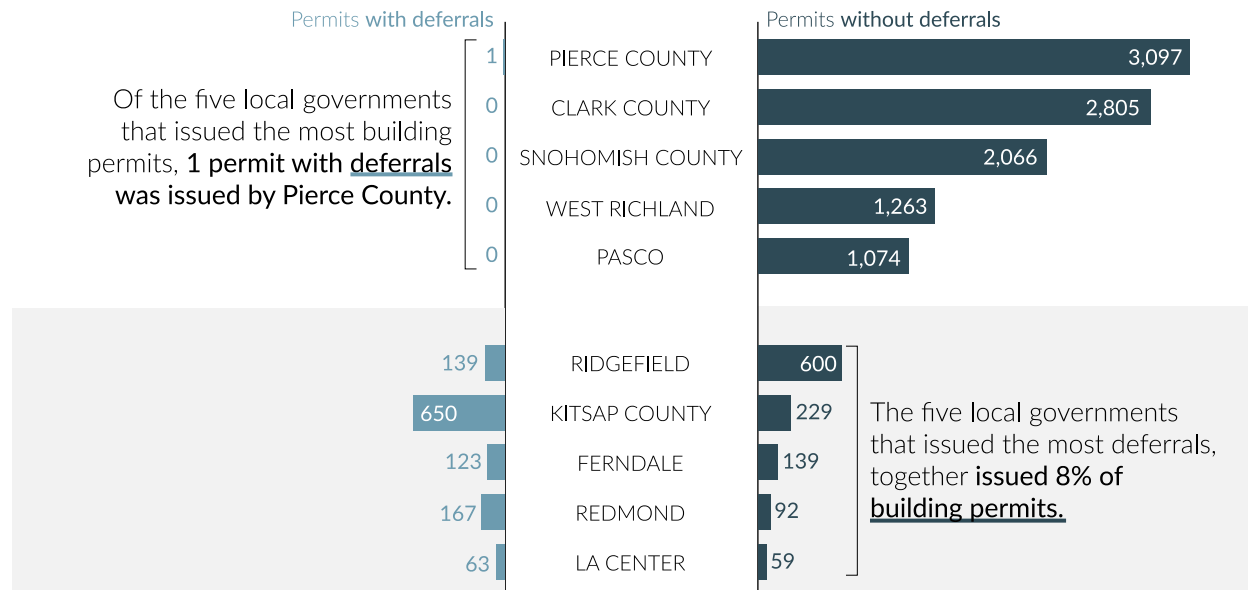 Permits with deferrals
Permits without deferrals
Of the five local governments
that issued the most building
permits, 1 permit with deferrals
was issued by Pierce County.
1 PIERCE COUNTY 3,097
0 CLARK COUNTY 2,805
0 SNOHOMISH COUNTY 2,066
0 WEST RICHLAND 1,263
0 PASCO 1,074
139 RIDGEFIELD 600
650 KITSAP COUNTY 229
123 FERNDALE 139
167 REDMOND 92
63 LA CENTER 59
The five local governments
that issued the most deferrals,
together issued 8% of
building permits.